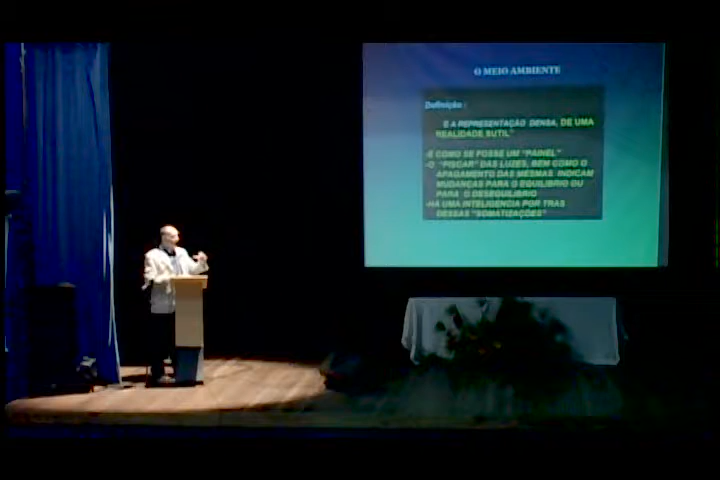 O MEIO AMBIENTE
Definição :
É A REPRESENTAÇÃO DENSA, DE UMA
REALIDADE SUTIL"
-É COMO SE FOSSE UM "PAINEL"
-O "PISCAR" DAS LUZES, BEM COMO O
APAGAMENTO DAS MESMAS INDICAM
MUDANÇAS PARA O EQUILIBRIO OU
PARA O DESEQUILIBRIO
-HÁ UMA INTELIGENCIA POR TRAS
DESSAS "SOMATIZAÇÕES"